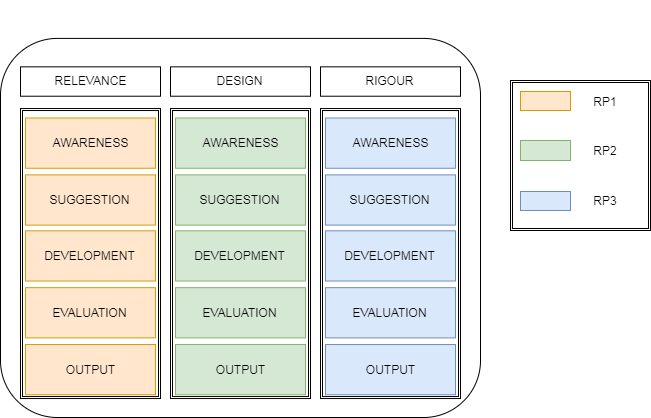 RELEVANCE
DESIGN
RIGOUR
AWARENESS
AWARENESS
AWARENESS
SUGGESTION
SUGGESTION
SUGGESTION
DEVELOPMENT
DEVELOPMENT
DEVELOPMENT
EVALUATION
EVALUATION
EVALUATION
OUTPUT
OUTPUT
OUTPUT
RP1
RP2
RP3